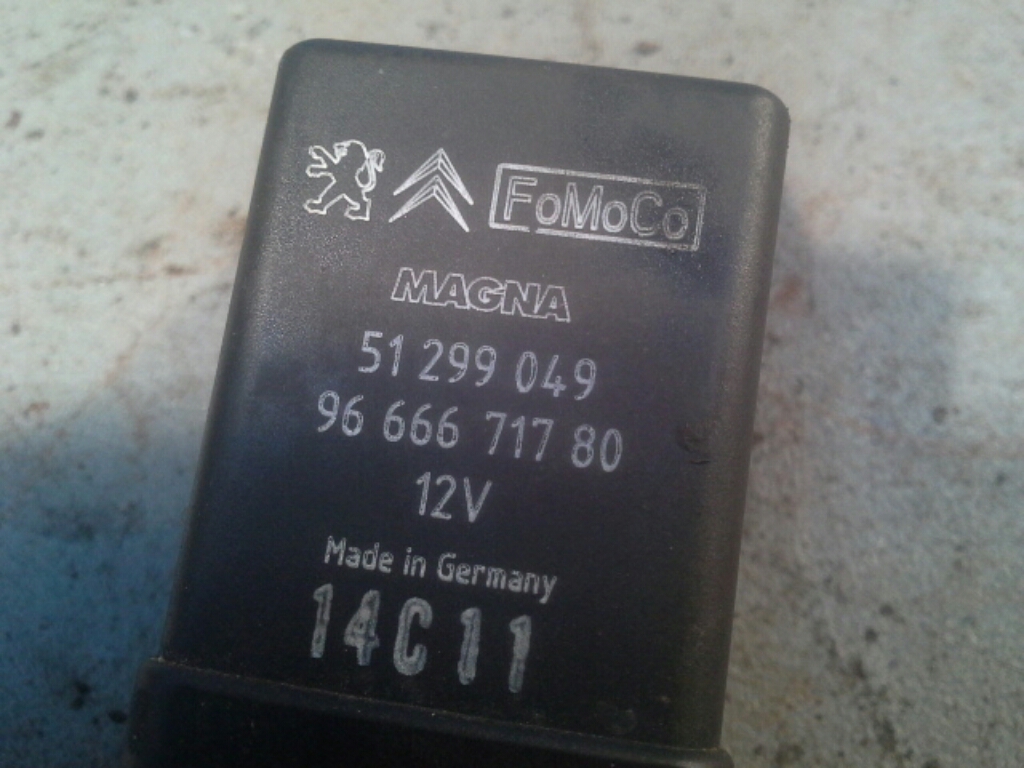 FoMoCo
MAGNA
51 299 049
96 666 717 80
12V
Made in Germany
14C11